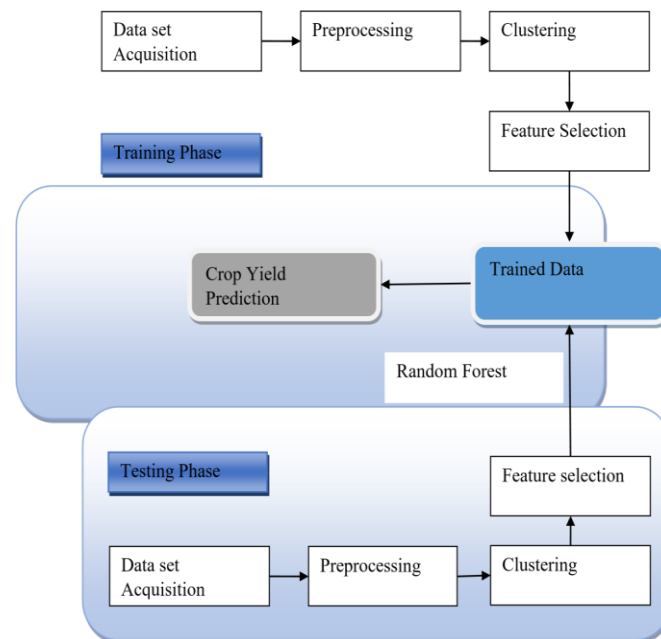 Data set
Acquisition
Preprocessing
Clustering
Feature Selection
Training Phase
Crop Yield
Prediction
Trained Data
Random Forest
Testing Phase
Feature selection
Data set
Acquisition
Preprocessing
Clustering